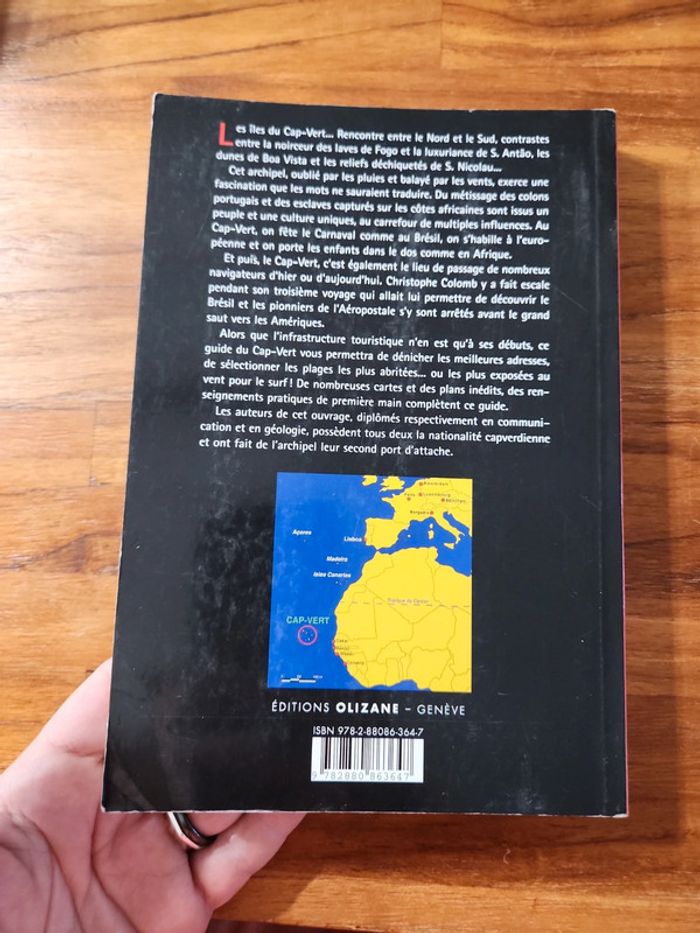 Les îles du Cap-Vert... Rencontre entre le Nord et le Sud, contrastes
entre la noirceur des laves de Fogo et la luxuriance de S. Antão, les
dunes de Boa Vista et les reliefs déchiquetés de S. Nicolau...
Cet archipel, oublié par les pluies et balayé par les vents, exerce une
fascination que les mots ne sauraient traduire. Du métissage des colons
portugais et des esclaves capturés sur les côtes africaines sont issus un
peuple et une culture uniques, au carrefour de multiples influences. Au
Cap-Vert, on fête le Carnaval comme au Brésil, on s'habille à l'euro-
péenne et on porte les enfants dans le dos comme en Afrique.
Et puis, le Cap-Vert, c'est également le lieu de passage de nombreux
navigateurs d'hier ou d'aujourd'hui. Christophe Colomb y a fait escale
pendant son troisième voyage qui allait lui permettre de découvrir le
Brésil et les pionniers de l'Aéropostale s'y sont arrêtés avant le grand
saut vers les Amériques.
Alors que l'infrastructure touristique n'en est qu'à ses débuts, ce
guide du Cap-Vert vous permettra de dénicher les meilleures adresses,
de sélectionner les plages les plus abritées... ou les plus exposées au
vent pour le surf! De nombreuses cartes et des plans inédits, des ren-
seignements pratiques de première main complètent ce guide.
Les auteurs de cet ouvrage, diplômés respectivement en communi-
cation et en géologie, possèdent tous deux la nationalité capverdienne
et ont fait de l'archipel leur second port d'attache.
Amsterdam
Paris
Luxembourg
München
Bergamo
Açores
Lisboa
Madeira
Islas Canarias
Tropique du Cancer
CAP-VERT
Dakar
Banjul
Bissau
Conakry
ÉDITIONS OLIZANE – GENÈVE
ISBN 978-2-88086-364-7
9 782880 863647